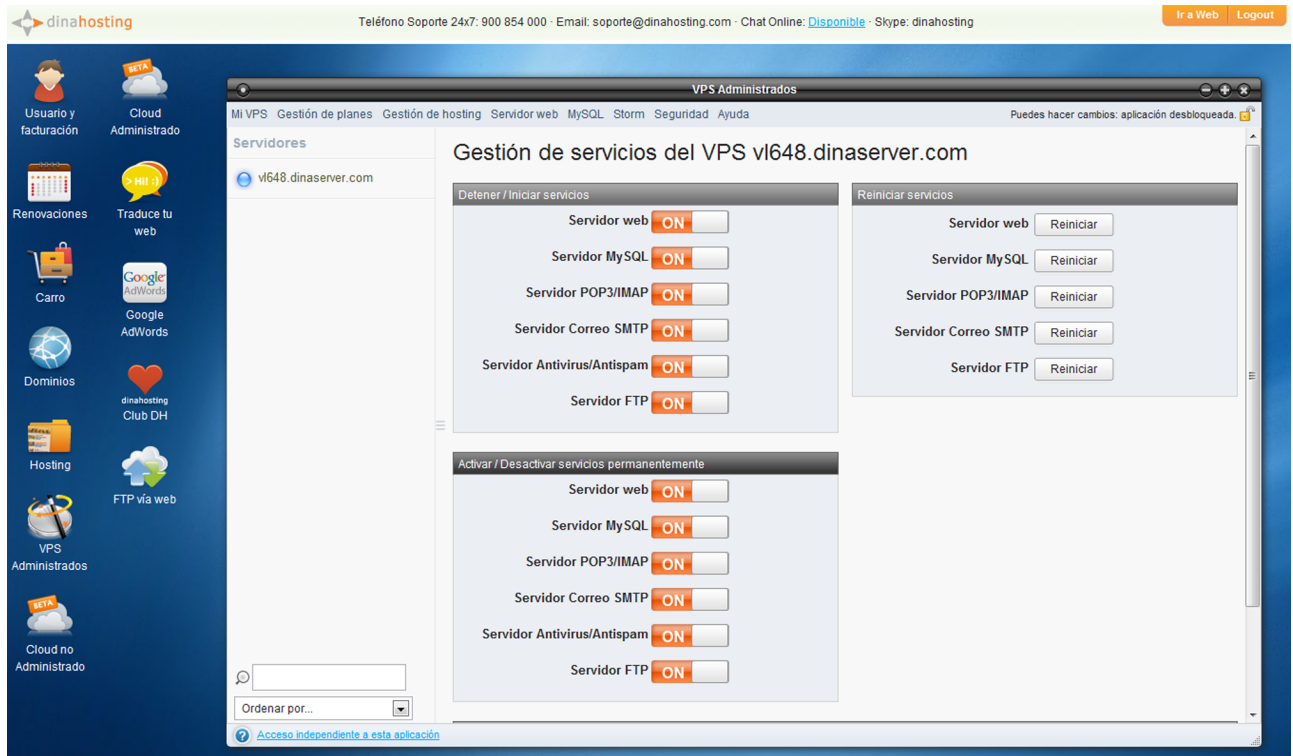 dinahosting
Teléfono Soporte 24x7: 900 854 000 · Email: soporte@dinahosting.com · Chat Online: Disponible · Skype: dinahosting
Ir a Web
Logout
Usuario y
facturación
BETA
Cloud
Administrado
Renovaciones
> HI! :)
Traduce tu
web
Carro
Google
AdWords
Google
AdWords
Dominios
dinahosting
Club DH
Hosting
FTP vía web
VPS
Administrados
BETA
Cloud no
Administrado
VPS Administrados
Mi VPS Gestión de planes Gestión de hosting Servidor web MySQL Storm Seguridad Ayuda
Puedes hacer cambios: aplicación desbloqueada.
Servidores
vl648.dinaserver.com
Ordenar por...
Gestión de servicios del VPS vl648.dinaserver.com
Detener / Iniciar servicios
Servidor web ON
Servidor MySQL ON
Servidor POP3/IMAP ON
Servidor Correo SMTP ON
Servidor Antivirus/Antispam ON
Servidor FTP ON
Reiniciar servicios
Servidor web Reiniciar
Servidor MySQL Reiniciar
Servidor POP3/IMAP Reiniciar
Servidor Correo SMTP Reiniciar
Servidor FTP Reiniciar
Activar / Desactivar servicios permanentemente
Servidor web ON
Servidor MySQL ON
Servidor POP3/IMAP ON
Servidor Correo SMTP ON
Servidor Antivirus/Antispam ON
Servidor FTP ON
Acceso independiente a esta aplicación